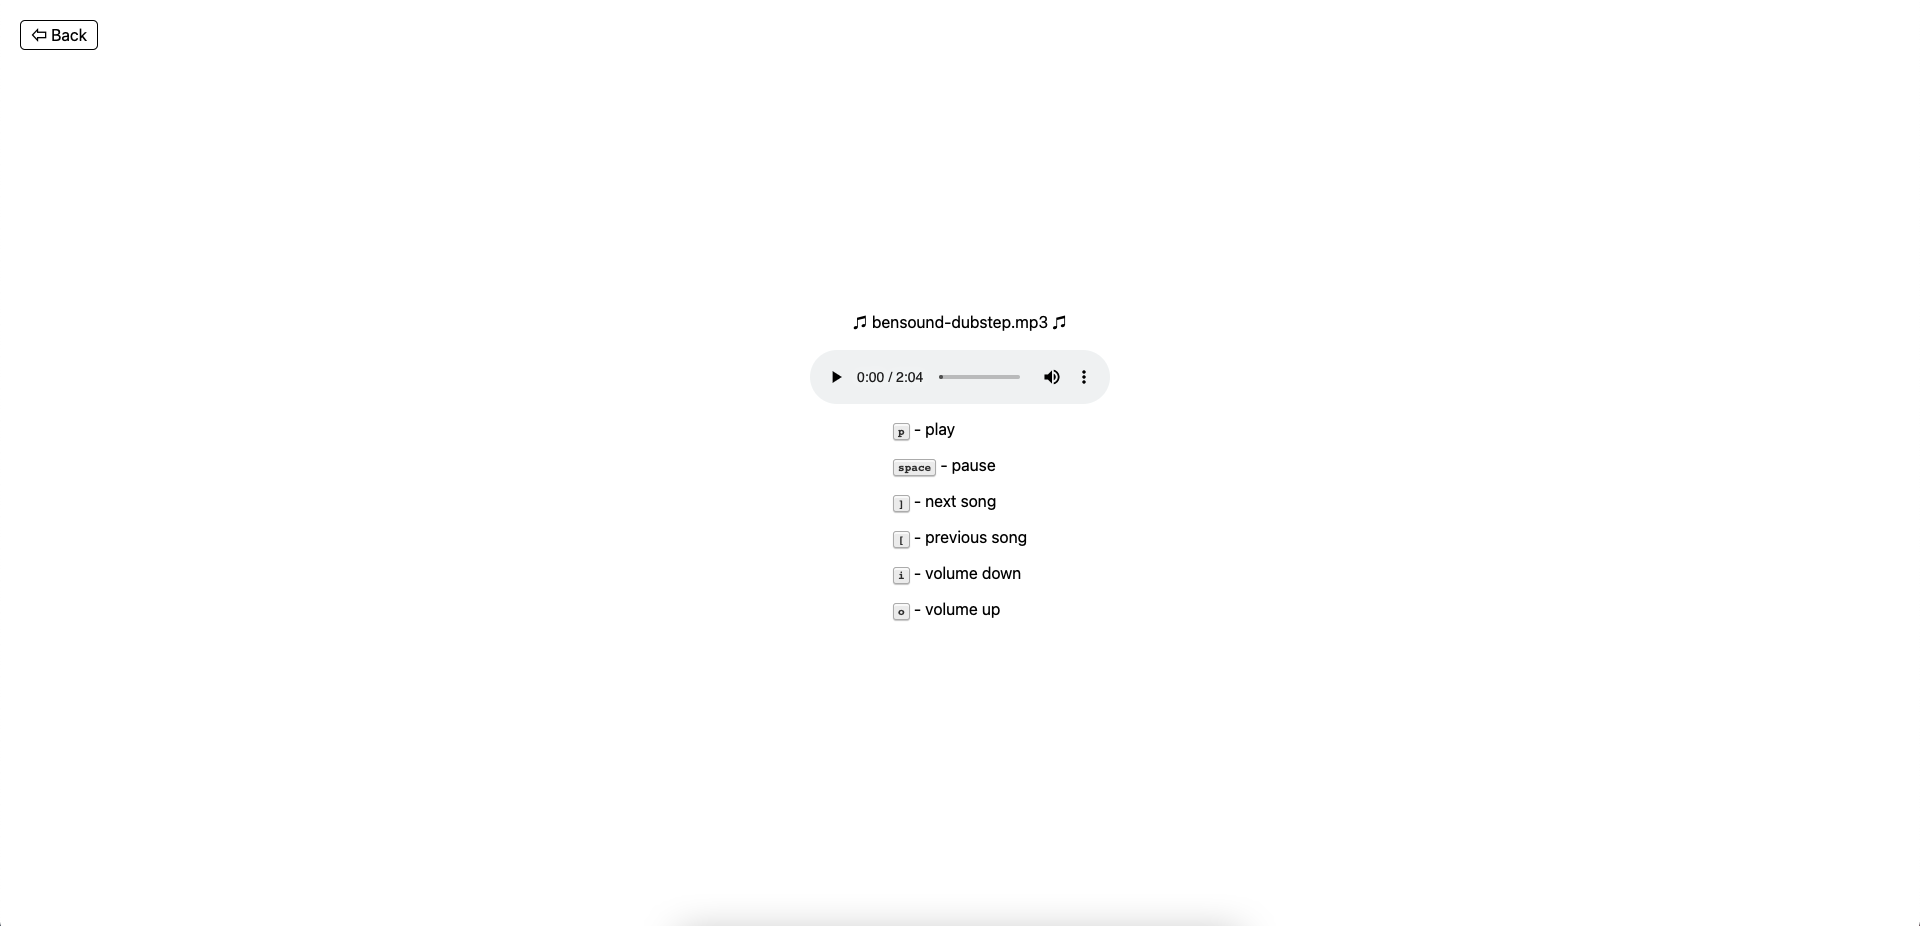 ⇦ Back
♫ bensound-dubstep.mp3 ♫
0:00 / 2:04
p - play
space - pause
] - next song
[ - previous song
i - volume down
o - volume up